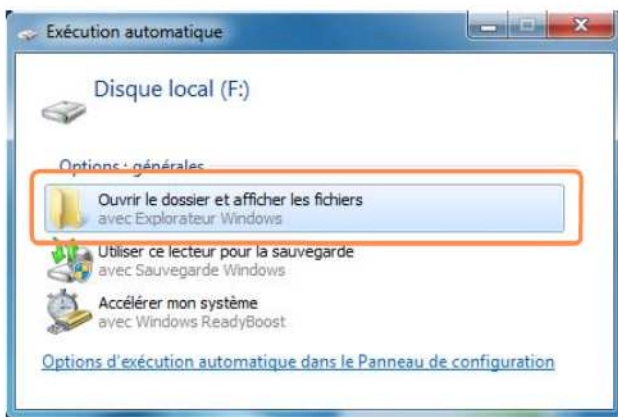 Exécution automatique
Disque local (F:)
Options : générales
Ouvrir le dossier et afficher les fichiers
avec Explorateur Windows
Utiliser ce lecteur pour la sauvegarde
avec Sauvegarde Windows
Accélérer mon système
avec Windows ReadyBoost
Options d'exécution automatique dans le Panneau de configuration